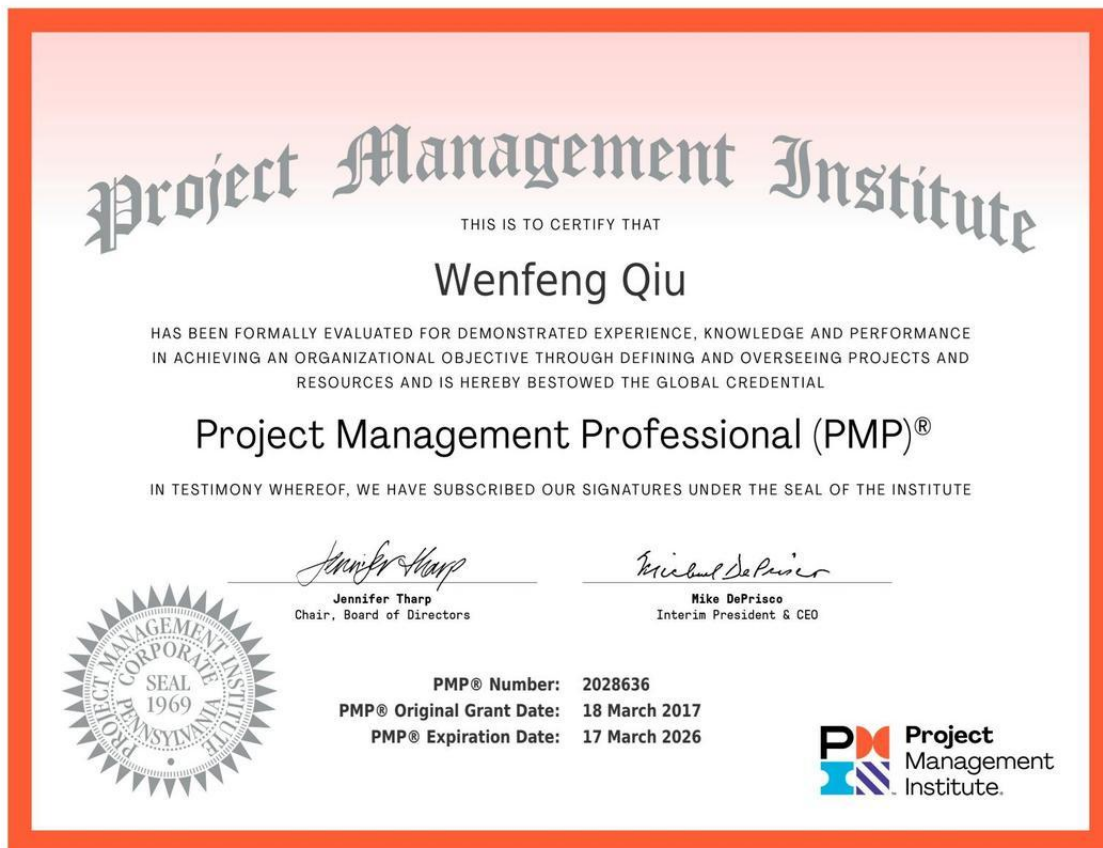 Project Management Institute
THIS IS TO CERTIFY THAT
Wenfeng Qiu
HAS BEEN FORMALLY EVALUATED FOR DEMONSTRATED EXPERIENCE, KNOWLEDGE AND PERFORMANCE
IN ACHIEVING AN ORGANIZATIONAL OBJECTIVE THROUGH DEFINING AND OVERSEEING PROJECTS AND
RESOURCES AND IS HEREBY BESTOWED THE GLOBAL CREDENTIAL
Project Management Professional (PMP)®
IN TESTIMONY WHEREOF, WE HAVE SUBSCRIBED OUR SIGNATURES UNDER THE SEAL OF THE INSTITUTE
Jennifer Tharp
Michael DePrisco
Jennifer Tharp
Chair, Board of Directors
Mike DePrisco
Interim President & CEO
PROJECT MANAGEMENT INSTITUTE
CORPORATE
SEAL
1969
PENNSYLVANIA
PMP® Number: 2028636
PMP® Original Grant Date: 18 March 2017
PMP® Expiration Date: 17 March 2026
PMI
Project
Management
Institute.